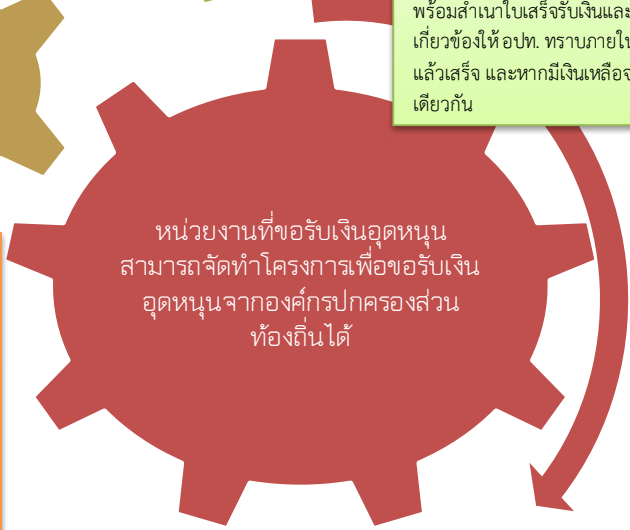 พร้อมสำเนาใบเสร็จรับเงินและ
เกี่ยวข้องให้ อปท. ทราบภายใน
แล้วเสร็จ และหากมีเงินเหลือจ
เดียวกัน
หน่วยงานที่ขอรับเงินอุดหนุน
สามารถจัดทำโครงการเพื่อขอรับเงิน
อุดหนุนจากองค์กรปกครองส่วน
ท้องถิ่นได้